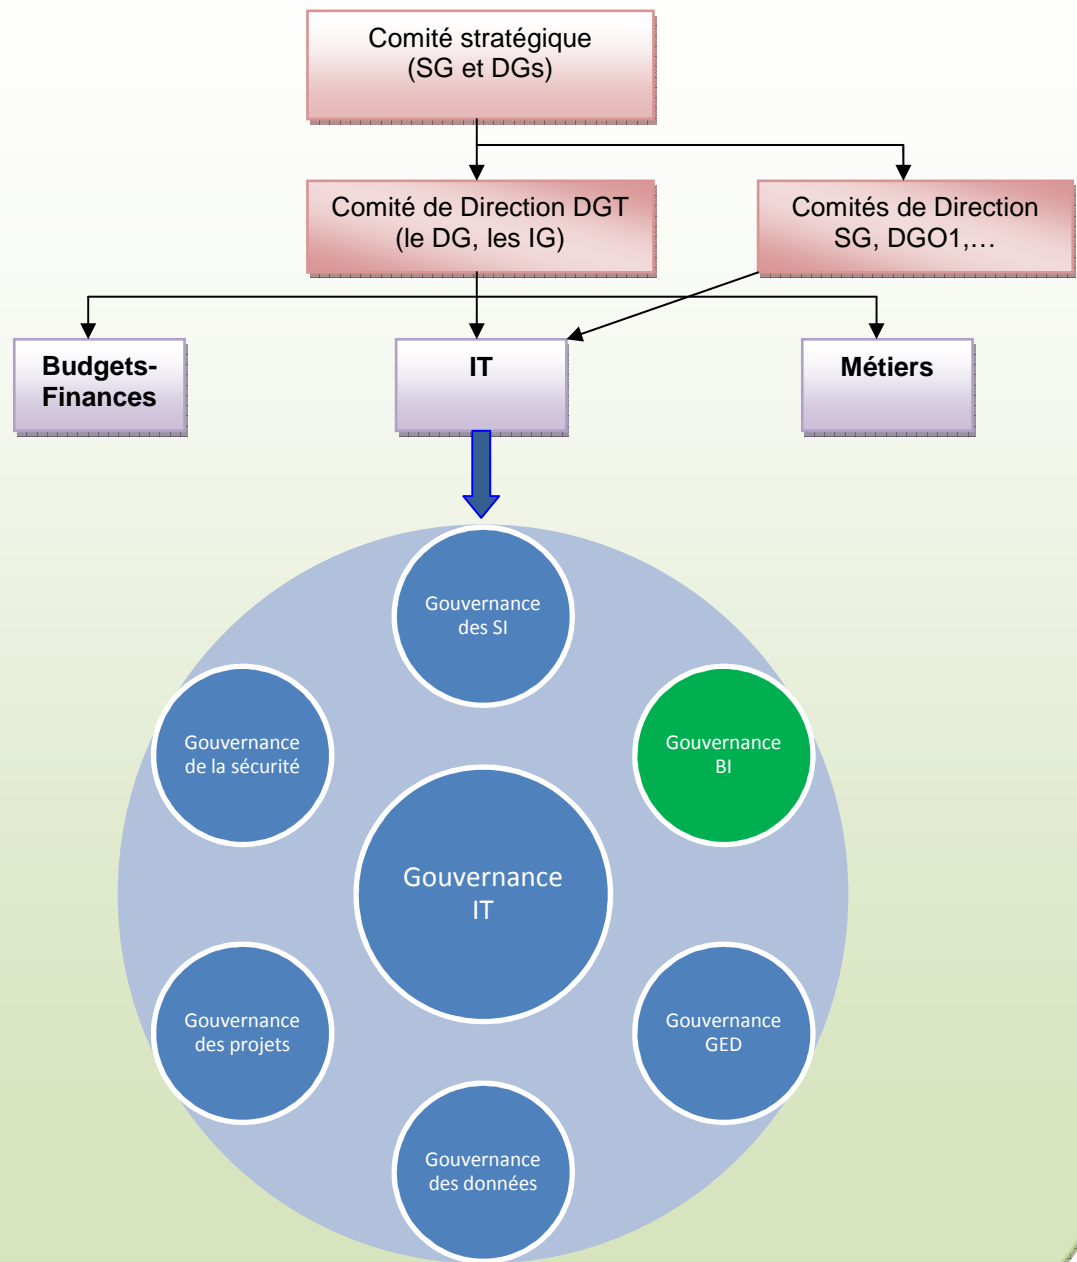 Comité stratégique
(SG et DGs)
Comité de Direction DGT
(le DG, les IG)
Comités de Direction
SG, DGO1,…
Budgets-
Finances
IT
Métiers
Gouvernance
des SI
Gouvernance
de la sécurité
Gouvernance
BI
Gouvernance
IT
Gouvernance
des projets
Gouvernance
GED
Gouvernance
des données